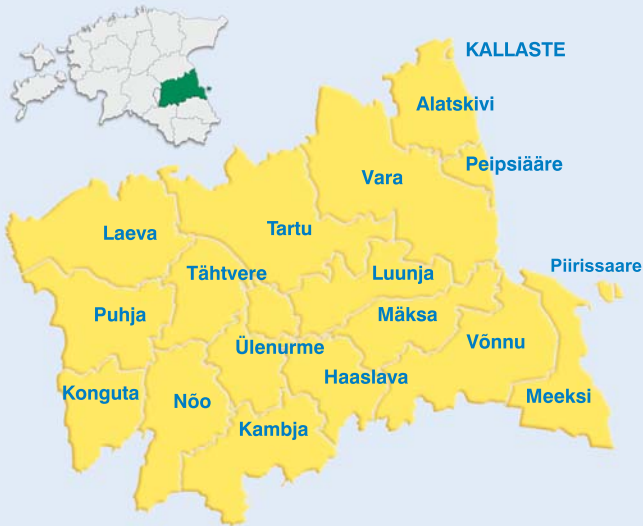 KALLASTE
Alatskivi
Peipsiääre
Vara
Tartu
Laeva
Tähtvere
Luunja
Piirissaare
Puhja
Mäksa
Võnnu
Ülenurme
Haaslava
Konguta
Nõo
Meeksi
Kambja